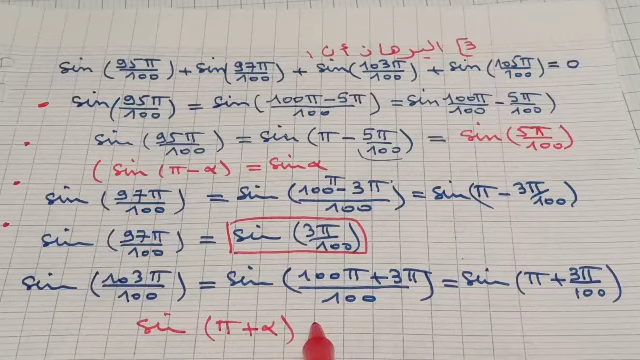 3] البرهان أن:
sin (95π/100) + sin(97π/100) + sin(103π/100) + sin (105π/100) = 0
sin(95π/100) = sin(100π-5π/100) = sin 100π/100 - 5π/100)
sin (95π/100) = sin (π - 5π/100) = sin(5π/100)
( sin (π-α) = sinα
sin (97π/100) = sin (100π-3π/100) = sin(π - 3π/100)
sin (97π/100) = sin (3π/100)
sin (103π/100) = sin (100π+3π/100) = sin (π + 3π/100)
sin (π+α)